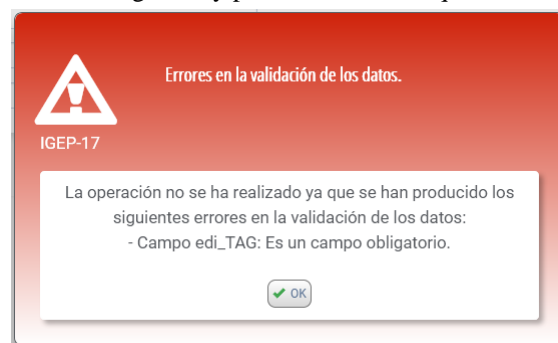 Errores en la validación de los datos.
IGEP-17
La operación no se ha realizado ya que se han producido los
siguientes errores en la validación de los datos:
- Campo edi_TAG: Es un campo obligatorio.
OK